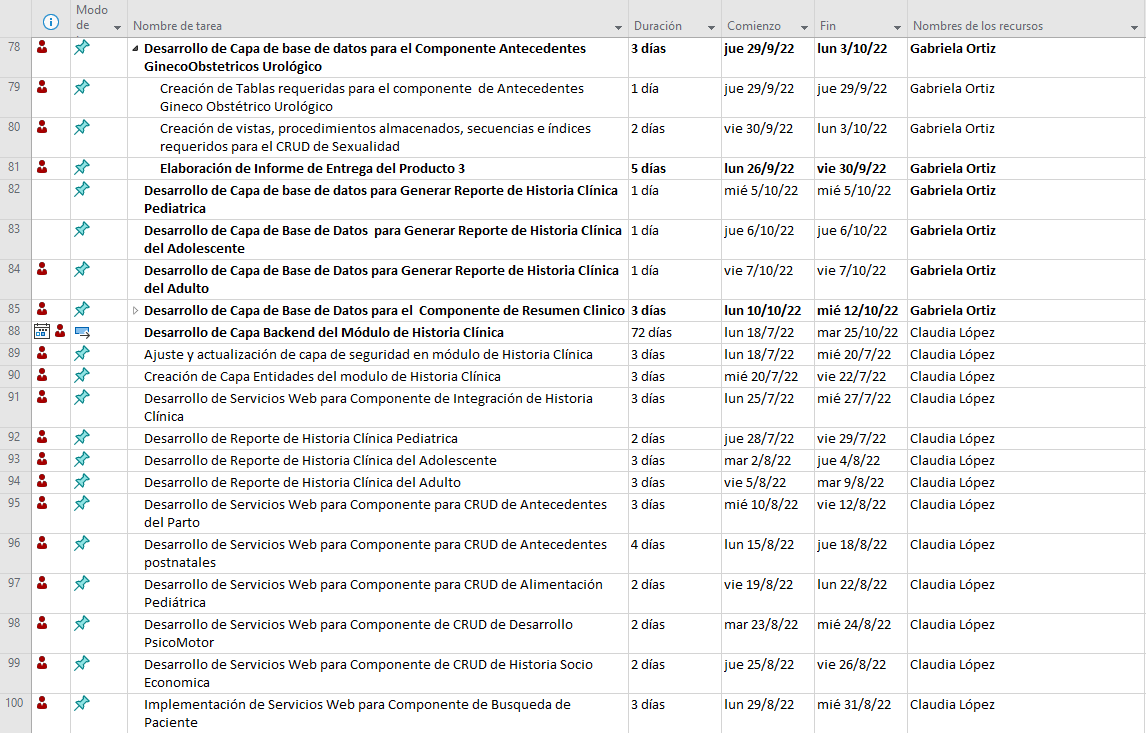 Modo
de
Nombre de tarea
Duración
Comienzo
Fin
Nombres de los recursos
78 Desarrollo de Capa de base de datos para el Componente Antecedentes 3 días jue 29/9/22 lun 3/10/22 Gabriela Ortiz
GinecoObstetricos Urológico
79 Creación de Tablas requeridas para el componente de Antecedentes 1 día jue 29/9/22 jue 29/9/22 Gabriela Ortiz
Gineco Obstétrico Urológico
80 Creación de vistas, procedimientos almacenados, secuencias e índices 2 días vie 30/9/22 lun 3/10/22 Gabriela Ortiz
requeridos para el CRUD de Sexualidad
81 Elaboración de Informe de Entrega del Producto 3 5 días lun 26/9/22 vie 30/9/22 Gabriela Ortiz
82 Desarrollo de Capa de base de datos para Generar Reporte de Historia Clínica 1 día mié 5/10/22 mié 5/10/22 Gabriela Ortiz
Pediatrica
83 Desarrollo de Capa de Base de Datos para Generar Reporte de Historia Clínica 1 día jue 6/10/22 jue 6/10/22 Gabriela Ortiz
del Adolescente
84 Desarrollo de Capa de Base de Datos para Generar Reporte de Historia Clínica 1 día vie 7/10/22 vie 7/10/22 Gabriela Ortiz
del Adulto
85 Desarrollo de Capa de Base de Datos para el Componente de Resumen Clinico 3 días lun 10/10/22 mié 12/10/22 Gabriela Ortiz
88 Desarrollo de Capa Backend del Módulo de Historia Clínica 72 días lun 18/7/22 mar 25/10/22 Claudia López
89 Ajuste y actualización de capa de seguridad en módulo de Historia Clínica 3 días lun 18/7/22 mié 20/7/22 Claudia López
90 Creación de Capa Entidades del modulo de Historia Clínica 3 días mié 20/7/22 vie 22/7/22 Claudia López
91 Desarrollo de Servicios Web para Componente de Integración de Historia 3 días lun 25/7/22 mié 27/7/22 Claudia López
Clínica
92 Desarrollo de Reporte de Historia Clínica Pediatrica 2 días jue 28/7/22 vie 29/7/22 Claudia López
93 Desarrollo de Reporte de Historia Clínica del Adolescente 3 días mar 2/8/22 jue 4/8/22 Claudia López
94 Desarrollo de Reporte de Historia Clínica del Adulto 3 días vie 5/8/22 mar 9/8/22 Claudia López
95 Desarrollo de Servicios Web para Componente para CRUD de Antecedentes 3 días mié 10/8/22 vie 12/8/22 Claudia López
del Parto
96 Desarrollo de Servicios Web para Componente para CRUD de Antecedentes 4 días lun 15/8/22 jue 18/8/22 Claudia López
postnatales
97 Desarrollo de Servicios Web para Componente para CRUD de Alimentación 2 días vie 19/8/22 lun 22/8/22 Claudia López
Pediátrica
98 Desarrollo de Servicios Web para Componente de CRUD de Desarrollo 2 días mar 23/8/22 mié 24/8/22 Claudia López
PsicoMotor
99 Desarrollo de Servicios Web para Componente de CRUD de Historia Socio 2 días jue 25/8/22 vie 26/8/22 Claudia López
Economica
100 Implementación de Servicios Web para Componente de Busqueda de 3 días lun 29/8/22 mié 31/8/22 Claudia López
Paciente